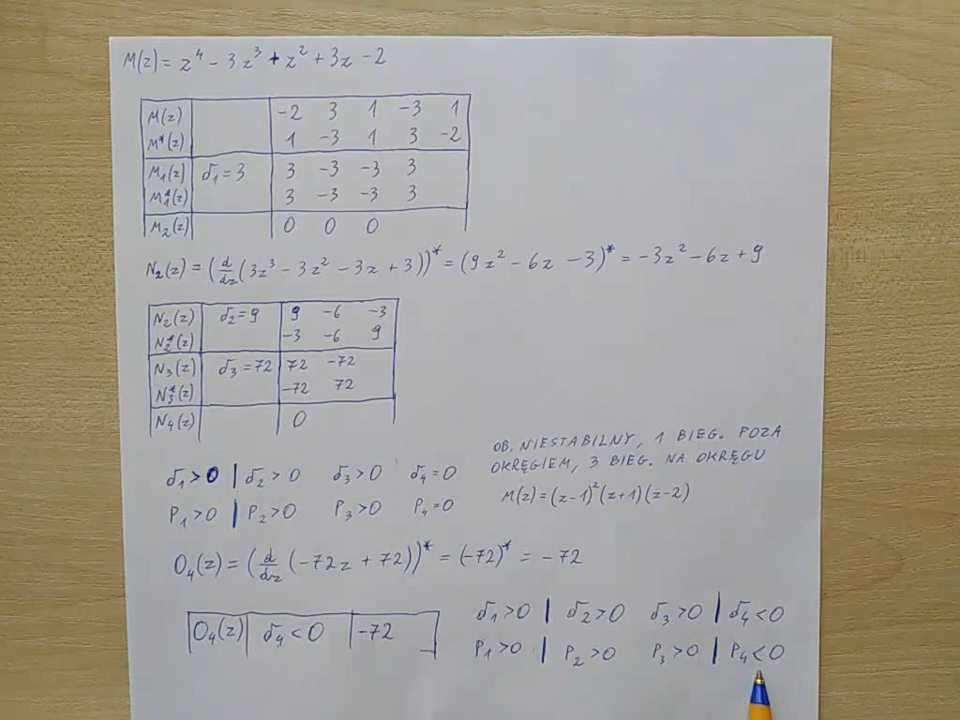 M(z) = z⁴ - 3z³ + z² + 3z - 2
M(z) -2 3 1 -3 1
M*(z) 1 -3 1 3 -2
M₁(z) δ₁=3 3 -3 -3 3
M₁*(z) 3 -3 -3 3
M₂(z) 0 0 0
N₂(z) = (d/dz(3z³ - 3z² - 3z + 3))* = (9z² - 6z - 3)* = -3z² - 6z + 9
N₂(z) δ₂=9 9 -6 -3
N₂*(z) -3 -6 9
N₃(z) δ₃=72 72 -72
N₃*(z) -72 72
N₄(z) 0
OB. NIESTABILNY, 1 BIEG. POZA
OKRĘGIEM, 3 BIEG. NA OKRĘGU
M(z) = (z-1)²(z+1)(z-2)
δ₁>0 | δ₂>0 δ₃>0 δ₄=0
P₁>0 | P₂>0 P₃>0 P₄=0
O₄(z) = (d/dz (-72z + 72))* = (-72)* = -72
O₄(z) δ₄<0 -72
δ₁>0 | δ₂>0 δ₃>0 | δ₄<0
P₁>0 | P₂>0 P₃>0 | P₄<0